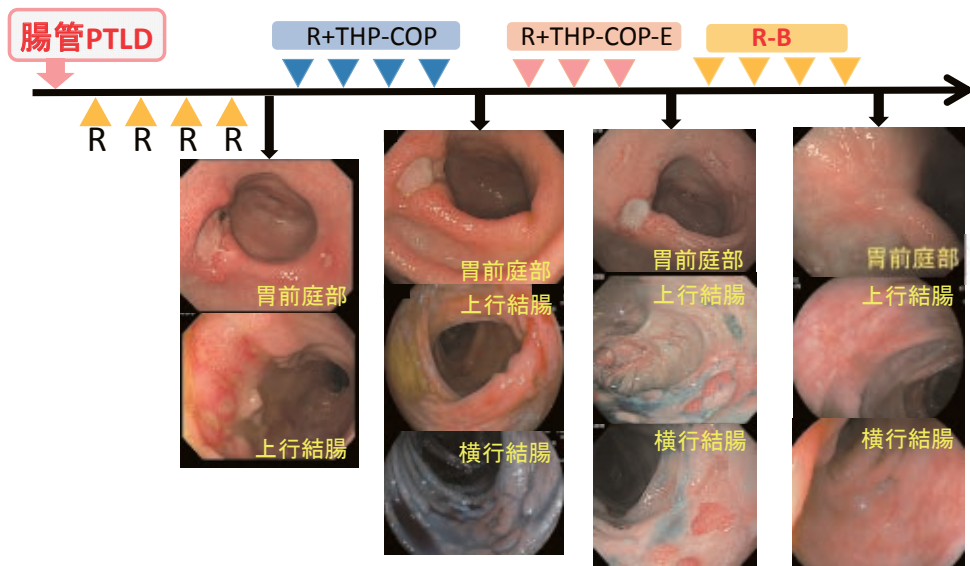 腸管PTLD
R+THP-COP
R+THP-COP-E
R-B
R R R R
胃前庭部
上行結腸
胃前庭部
上行結腸
横行結腸
胃前庭部
上行結腸
横行結腸
胃前庭部
上行結腸
横行結腸